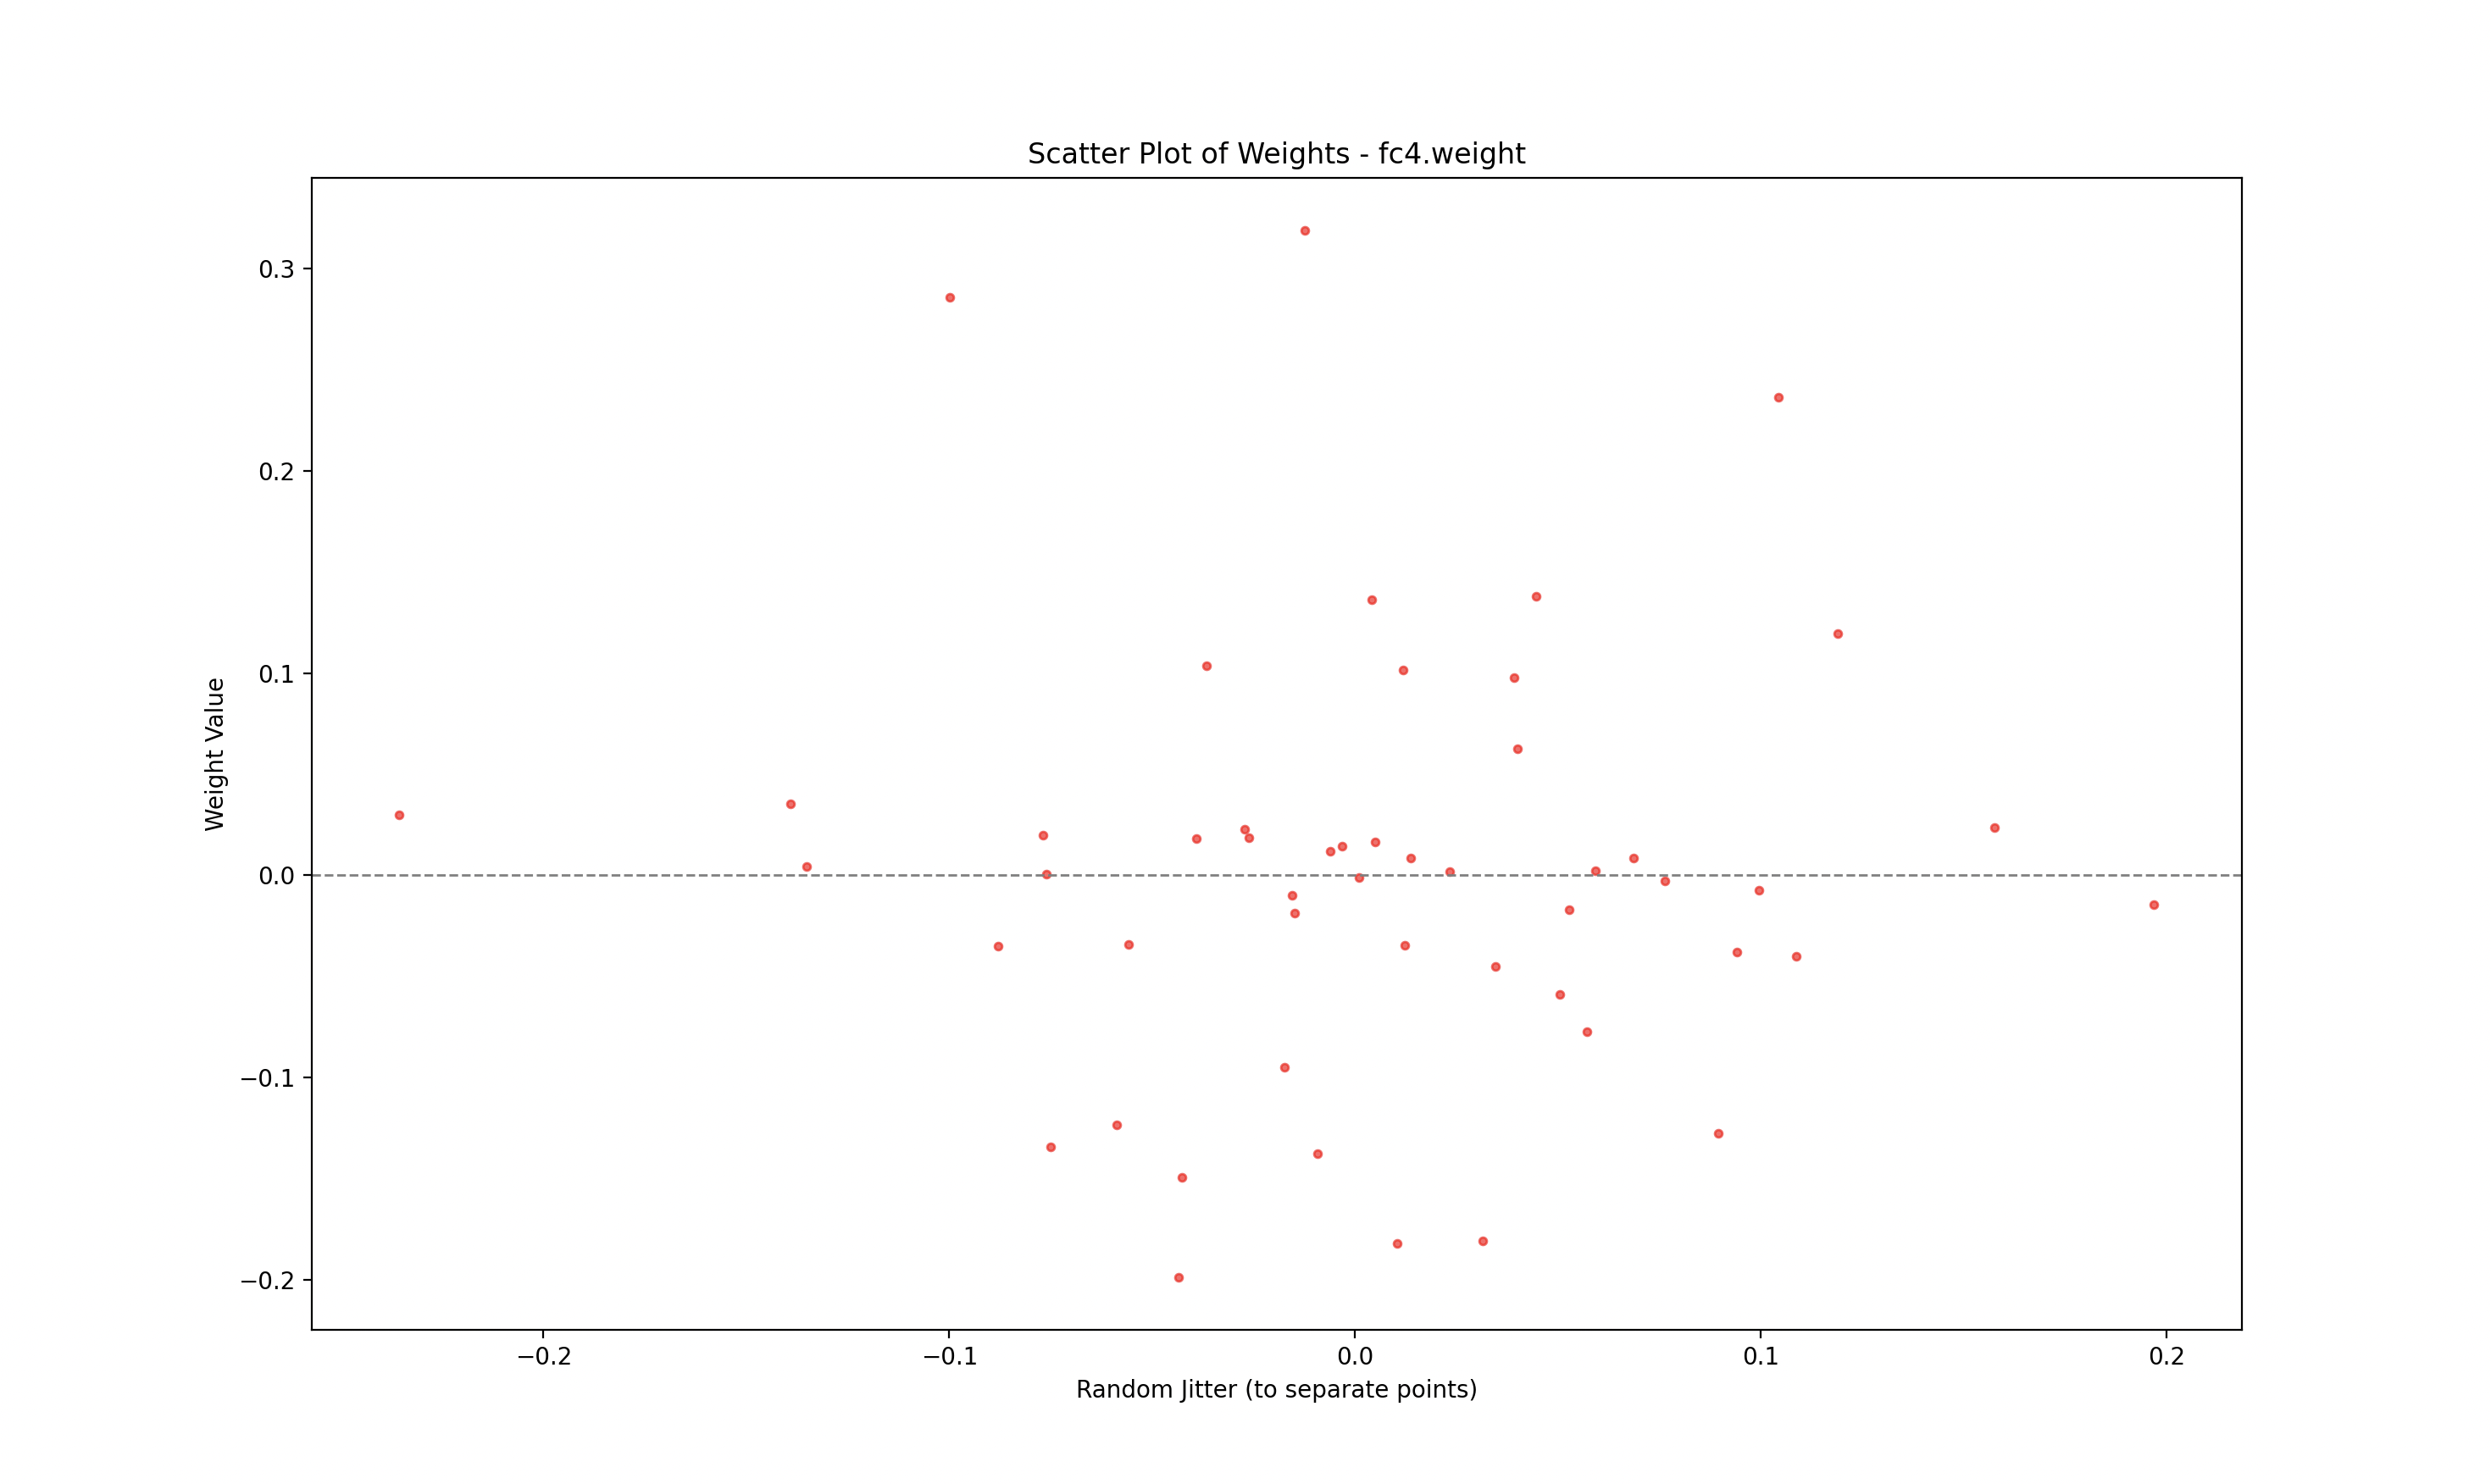 Scatter Plot of Weights - fc4.weight
Weight Value
0.3
0.2
0.1
0.0
−0.1
−0.2
−0.2 −0.1 0.0 0.1 0.2
Random Jitter (to separate points)